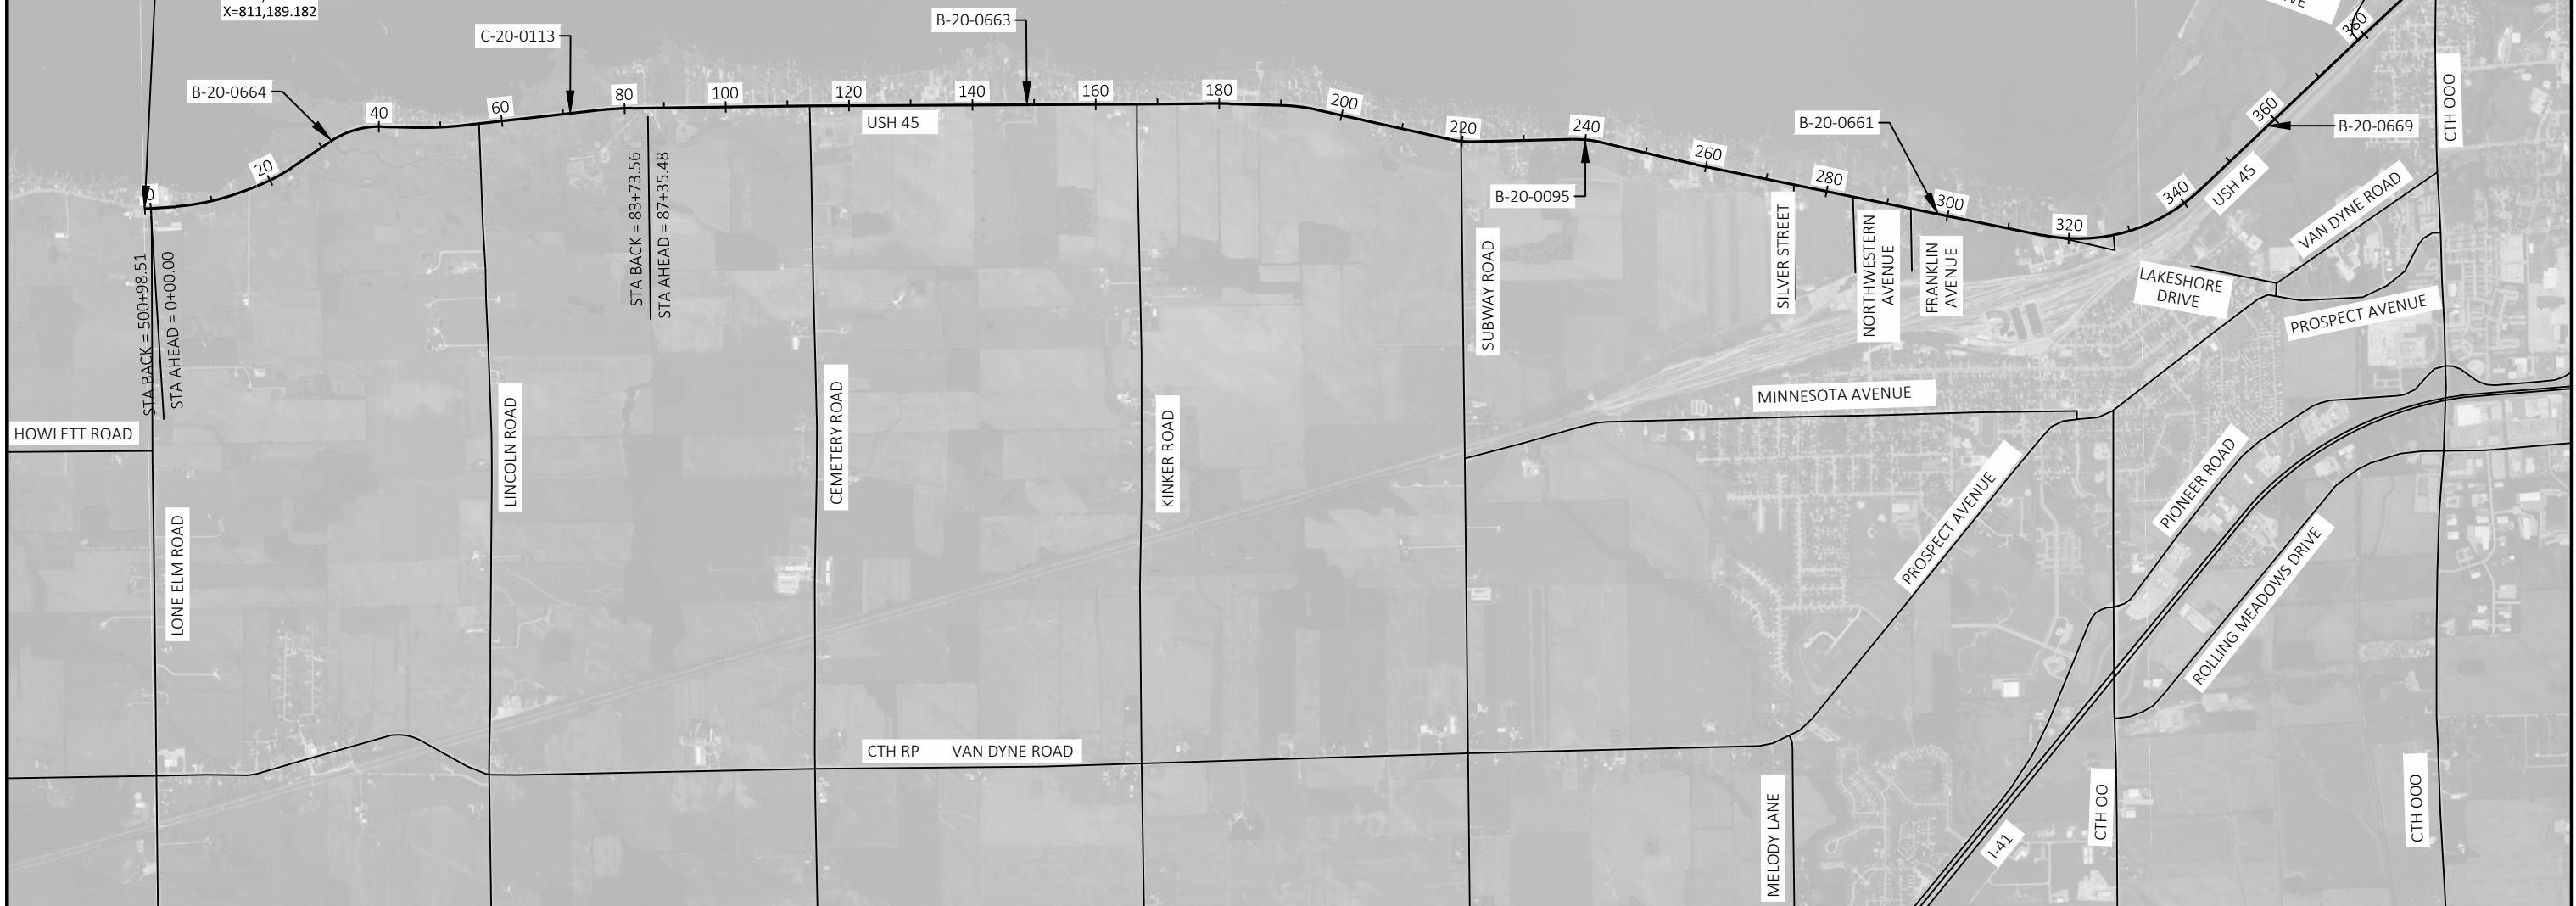 X=811,189.182
C-20-0113
B-20-0663
B-20-0664
B-20-0661
B-20-0669
B-20-0095
0
20
40
60
80
100
120
140
160
180
200
220
240
260
280
300
320
340
360
380
USH 45
USH 45
STA BACK = 500+98.51
STA AHEAD = 0+00.00
STA BACK = 83+73.56
STA AHEAD = 87+35.48
HOWLETT ROAD
LONE ELM ROAD
LINCOLN ROAD
CEMETERY ROAD
KINKER ROAD
SUBWAY ROAD
SILVER STREET
NORTHWESTERN
AVENUE
FRANKLIN
AVENUE
LAKESHORE
DRIVE
VAN DYNE ROAD
PROSPECT AVENUE
CTH OOO
MINNESOTA AVENUE
PROSPECT AVENUE
PIONEER ROAD
ROLLING MEADOWS DRIVE
CTH RP VAN DYNE ROAD
MELODY LANE
I-41
CTH OO
CTH OOO